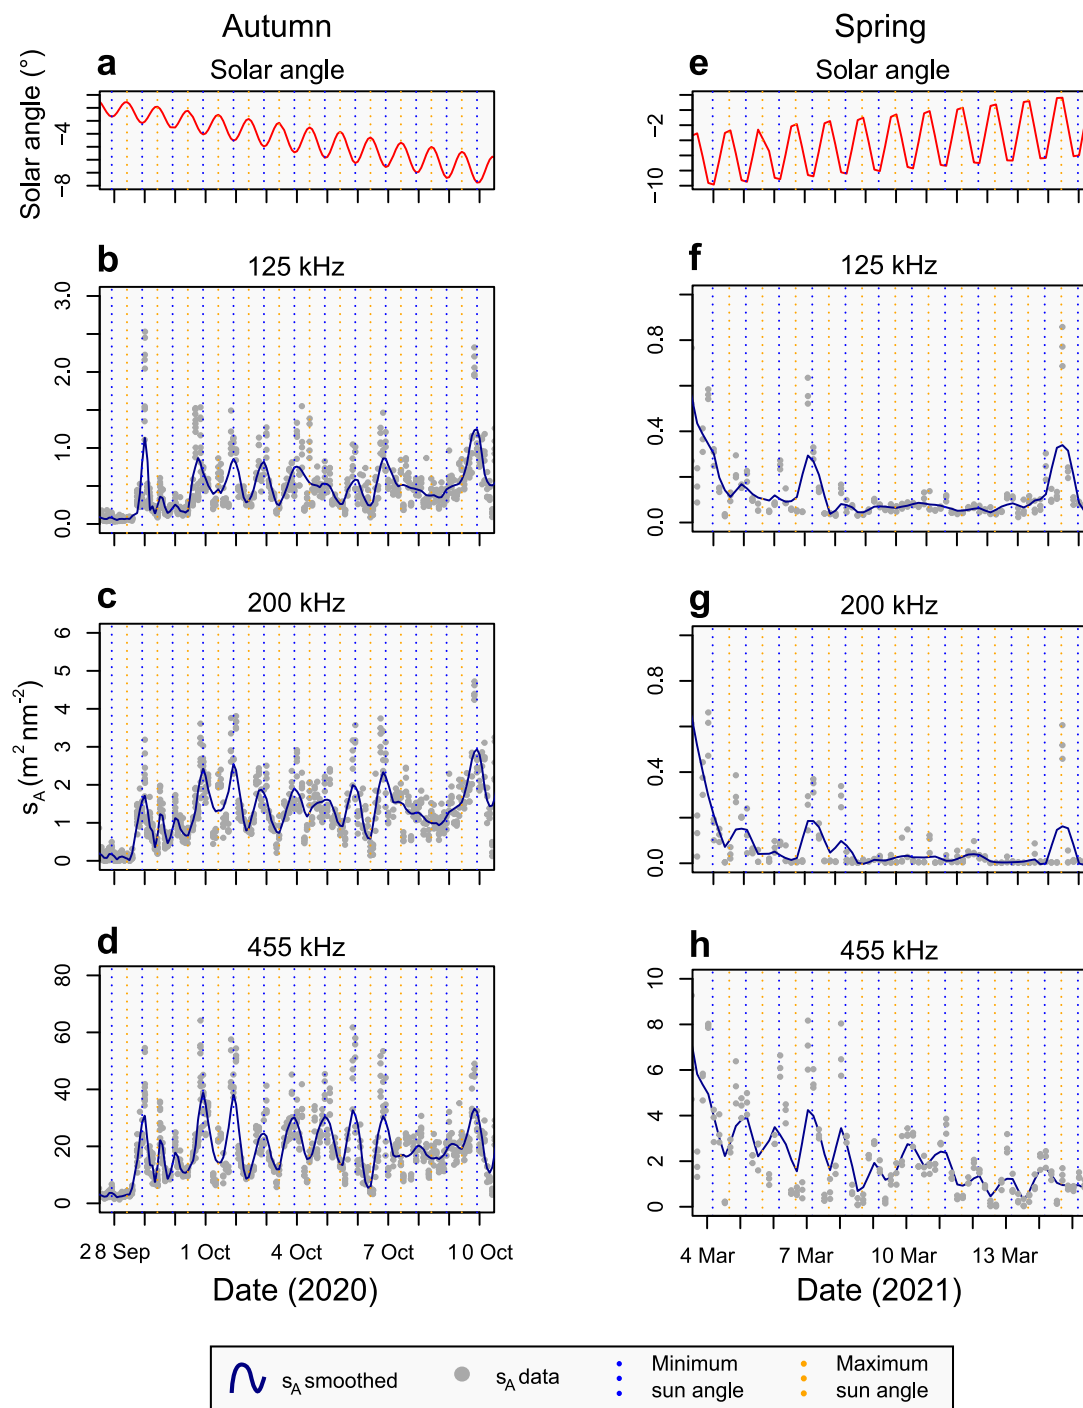 Autumn
Spring
a
Solar angle
e
Solar angle
Solar angle (°)
-4
-8
-2
-10
b
125 kHz
3.0
2.0
1.0
0.0
f
125 kHz
0.8
0.4
0.0
c
200 kHz
6
5
4
3
2
1
0
g
200 kHz
0.8
0.4
0.0
s_A (m² nm⁻²)
d
455 kHz
80
60
40
20
0
h
455 kHz
10
8
6
4
2
0
28 Sep 1 Oct 4 Oct 7 Oct 10 Oct
4 Mar 7 Mar 10 Mar 13 Mar
Date (2020)
Date (2021)
s_A smoothed
s_A data
Minimum
sun angle
Maximum
sun angle